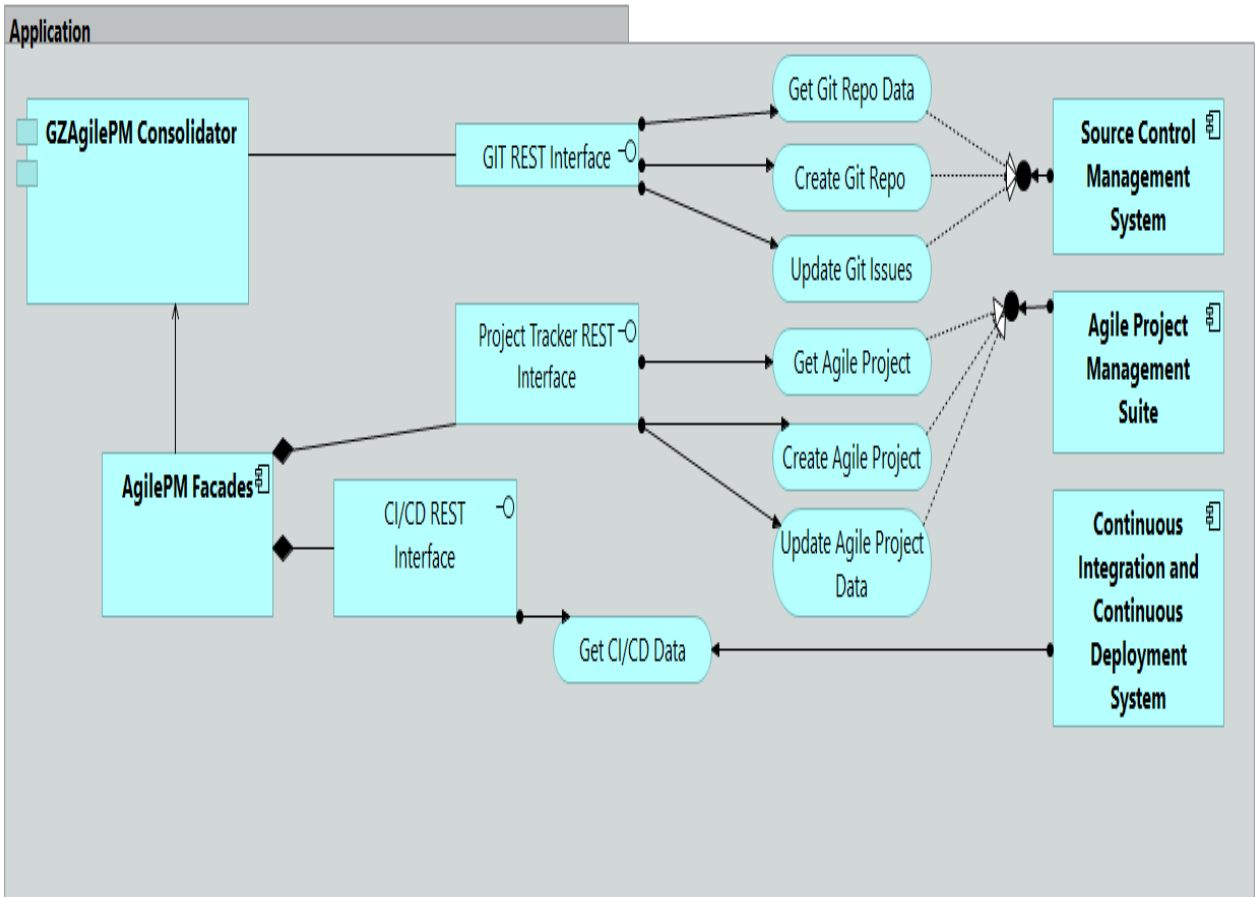 Application
GZAgilePM Consolidator
GIT REST Interface
Get Git Repo Data
Create Git Repo
Update Git Issues
Source Control
Management
System
Project Tracker REST
Interface
Get Agile Project
Create Agile Project
Update Agile Project
Data
Agile Project
Management
Suite
AgilePM Facades
CI/CD REST
Interface
Get CI/CD Data
Continuous
Integration and
Continuous
Deployment
System